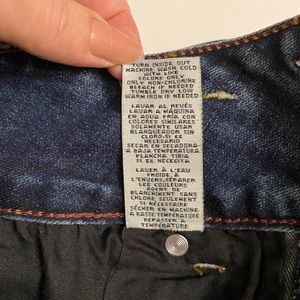 TURN INSIDE OUT
MACHINE WASH COLD
WITH LIKE
COLORS ONLY
ONLY NON-CHLORINE
BLEACH IF NEEDED
TUMBLE DRY LOW
WARM IRON IF NEEDED
LAVAR AL REVÉS
LAVAR A MÁQUINA
EN AGUA FRÍA CON
COLORES SIMILARES
SOLAMENTE USAR
BLANQUEADOR SIN
CLORO, SI ES
NECESARIO
SECAR EN SECADORA
A BAJA TEMPERATURA
PLANCHA TIBIA
SI ES NECESITA
LAVER À L'EAU
FROIDE, À
L'ENVERS, SÉPARER
LES COULEURS
AGENT DE
BLANCHIMENT SANS
CHLORE, SEULEMENT
SI NÉCESSAIRE
SÉCHER EN MACHINE
A BASSE TEMPÉRATURE
REPASSER À
TEMPÉRATURE